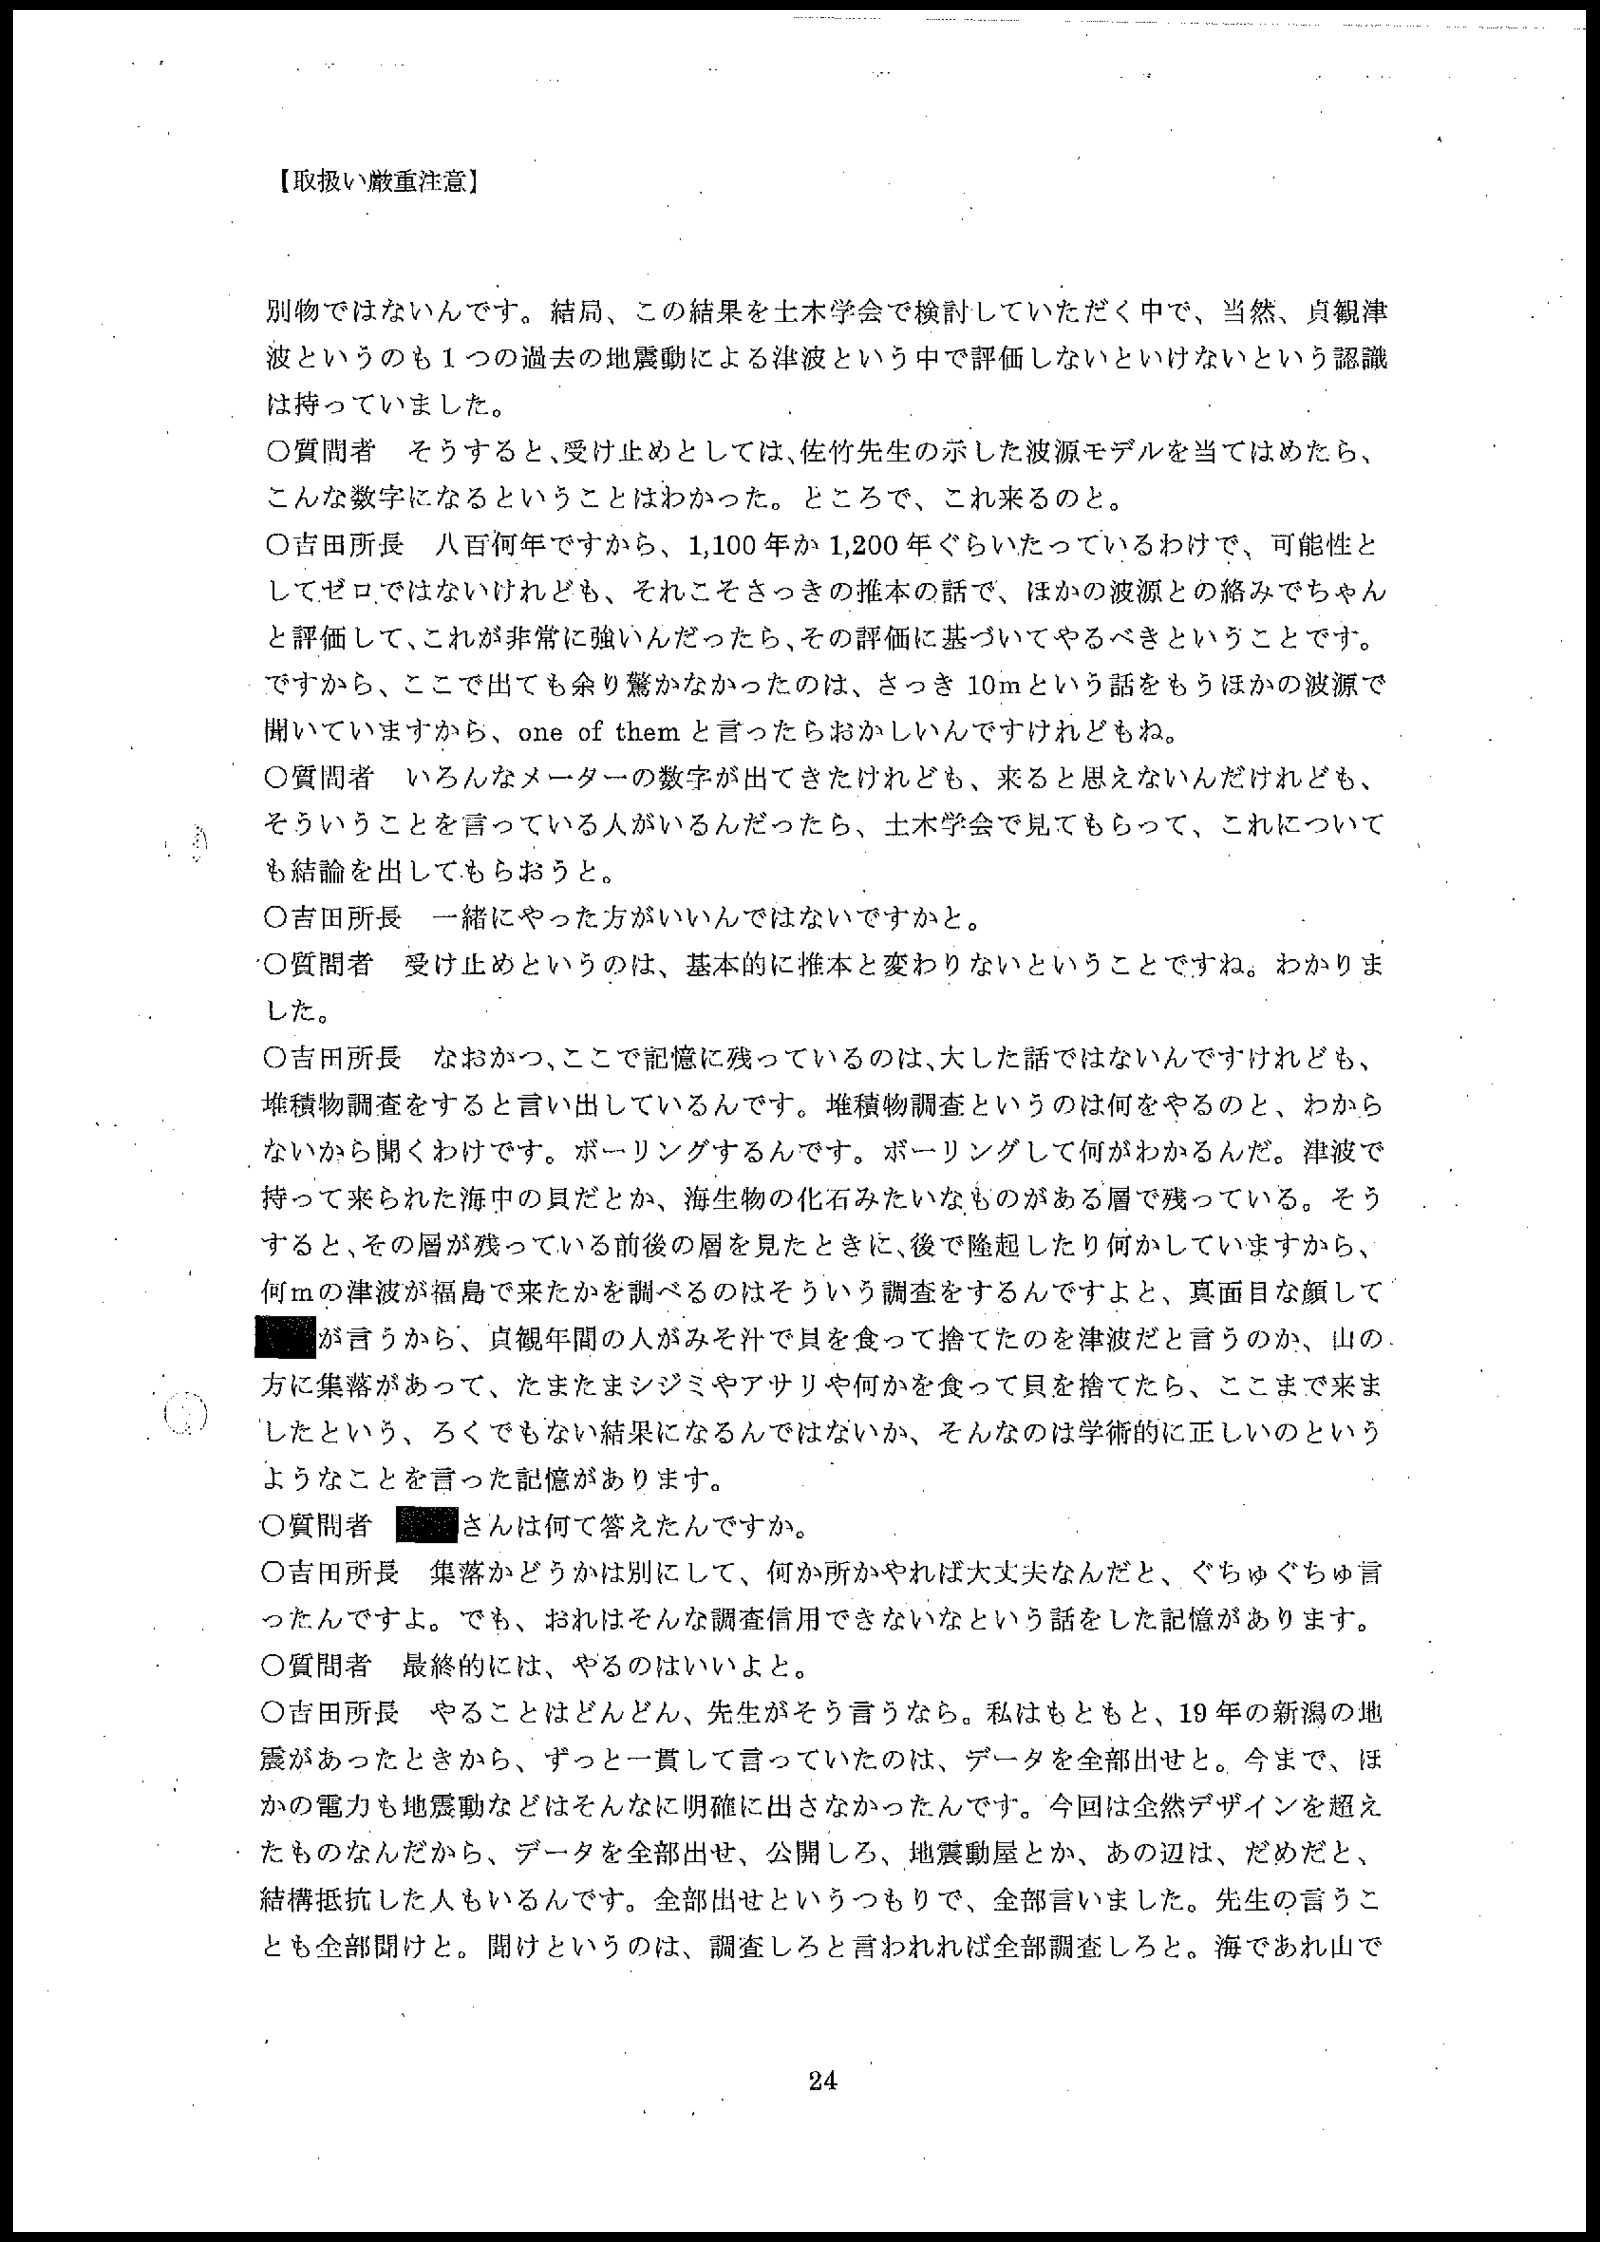 【取扱い厳重注意】
別物ではないんです。結局、この結果を土木学会で検討していただく中で、当然、貞観津
波というのも1つの過去の地震動による津波という中で評価しないといけないという認識
は持っていました。
○質問者　そうすると、受け止めとしては、佐竹先生の示した波源モデルを当てはめたら、
こんな数字になるということはわかった。ところで、これ来るのと。
○吉田所長　八百何年ですから、1,100年か1,200年ぐらいたっているわけで、可能性と
してゼロではないけれども、それこそさっきの推本の話で、ほかの波源との絡みでちゃん
と評価して、これが非常に強いんだったら、その評価に基づいてやるべきということです。
ですから、ここで出ても余り驚かなかったのは、さっき10mという話をもうほかの波源で
聞いていますから、one of themと言ったらおかしいんですけれどもね。
○質問者　いろんなメーターの数字が出てきたけれども、来ると思えないんだけれども、
そういうことを言っている人がいるんだったら、土木学会で見てもらって、これについて
も結論を出してもらおうと。
○吉田所長　一緒にやった方がいいんではないですかと。
○質問者　受け止めというのは、基本的に推本と変わりないということですね。わかりま
した。
○吉田所長　なおかつ、ここで記憶に残っているのは、大した話ではないんですけれども、
堆積物調査をすると言い出しているんです。堆積物調査というのは何をやるのと、わから
ないから聞くわけです。ボーリングするんです。ボーリングして何がわかるんだ。津波で
持って来られた海中の貝だとか、海生物の化石みたいなものがある層で残っている。そう
すると、その層が残っている前後の層を見たときに、後で隆起したり何かしていますから、
何mの津波が福島で来たかを調べるのはそういう調査をするんですよと、真面目な顔して
が言うから、貞観年間の人がみそ汁で貝を食って捨てたのを津波だと言うのか、山の
方に集落があって、たまたまシジミやアサリや何かを食って貝を捨てたら、ここまで来ま
したという、ろくでもない結果になるんではないか、そんなのは学術的に正しいのという
ようなことを言った記憶があります。
○質問者　さんは何て答えたんですか。
○吉田所長　集落かどうかは別にして、何か所かやれば大丈夫なんだと、ぐちゅぐちゅ言
ったんですよ。でも、おれはそんな調査信用できないなという話をした記憶があります。
○質問者　最終的には、やるのはいいよと。
○吉田所長　やることはどんどん、先生がそう言うなら。私はもともと、19年の新潟の地
震があったときから、ずっと一貫して言っていたのは、データを全部出せと。今まで、ほ
かの電力も地震動などはそんなに明確に出さなかったんです。今回は全然デザインを超え
たものなんだから、データを全部出せ、公開しろ、地震動屋とか、あの辺は、だめだと、
結構抵抗した人もいるんです。全部出せというつもりで、全部言いました。先生の言うこ
とも全部聞けと。聞けというのは、調査しろと言われれば全部調査しろと。海であれ山で
24